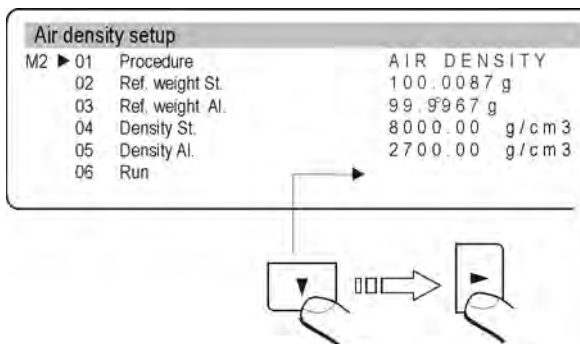 Air density setup
M2 ▶ 01 Procedure AIR DENSITY
02 Ref. weight St. 100.0087 g
03 Ref. weight Al. 99.9967 g
04 Density St. 8000.00 g/cm3
05 Density Al. 2700.00 g/cm3
06 Run